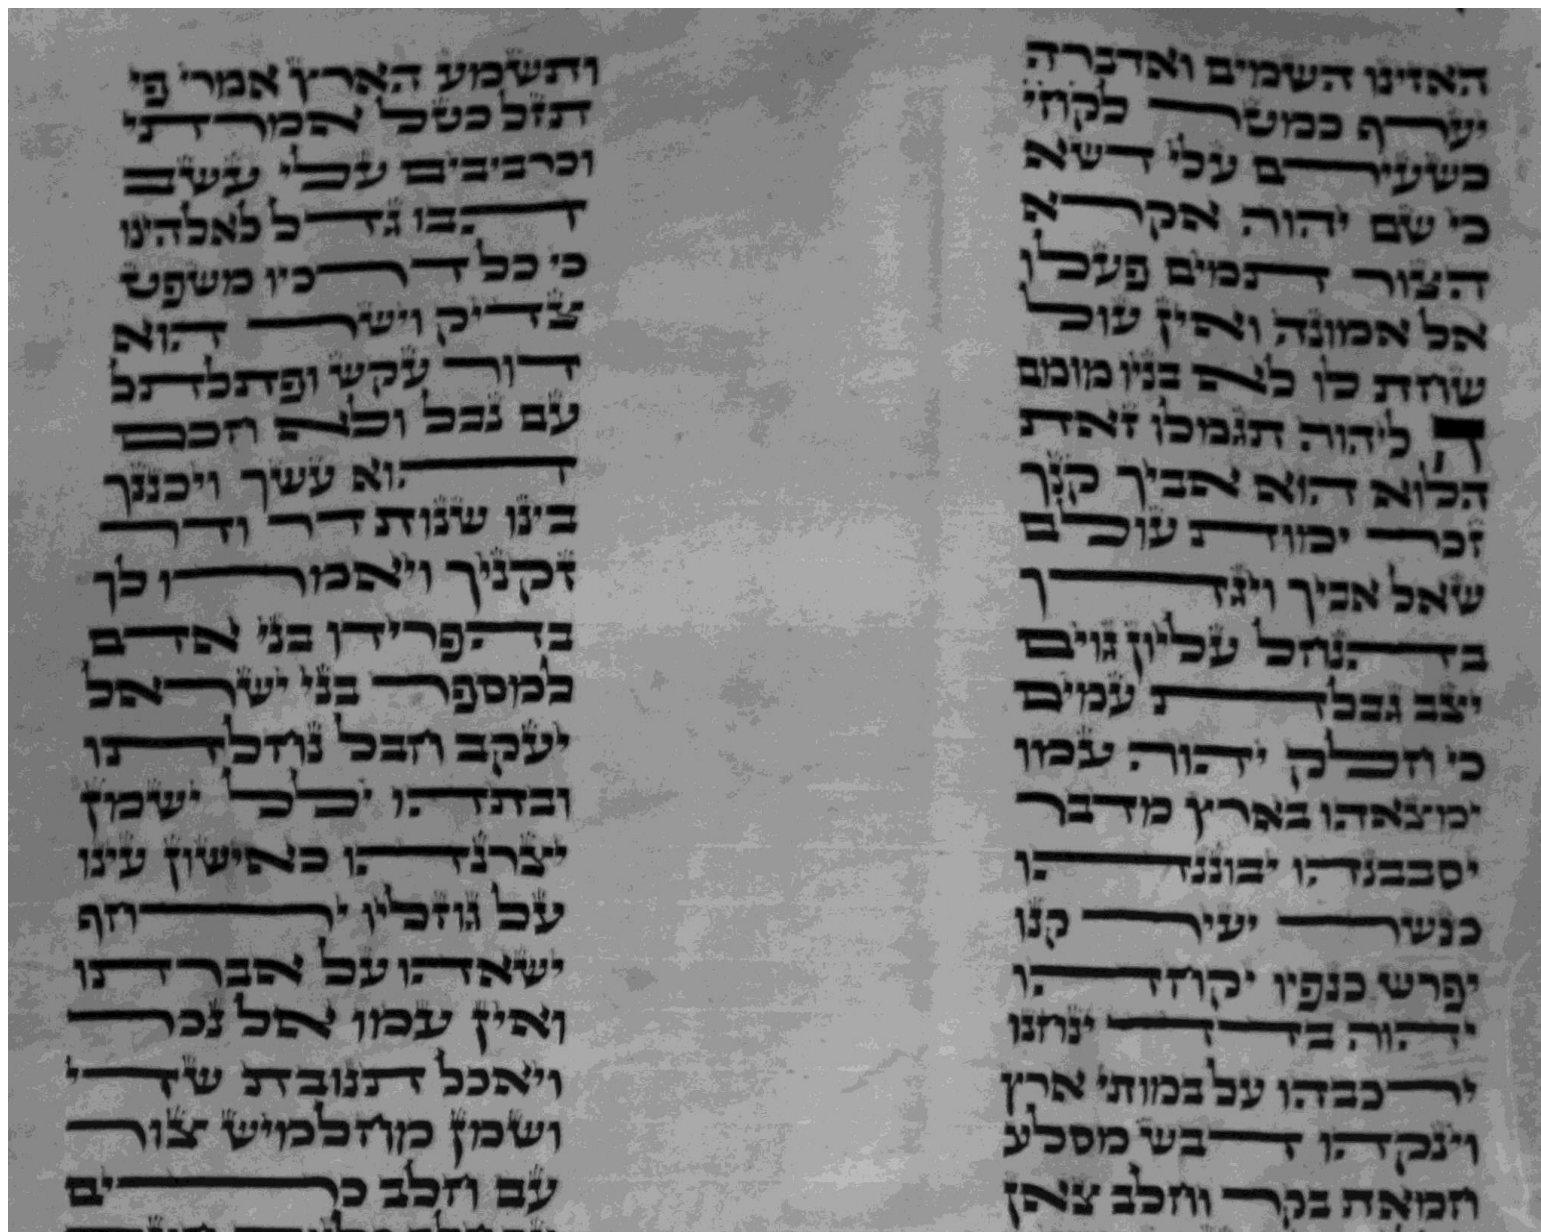 האזינו השמים ואדברה ותשמע הארץ אמרי פי
יערף כמטר לקחי תזל כטל אמרתי
כשעירם עלי דשא וכרביבים עלי עשב
כי שם יהוה אקרא הבו גדל לאלהינו
הצור תמים פעלו כי כל דרכיו משפט
אל אמונה ואין עול צדיק וישר הוא
שחת לו לא בניו מומם דור עקש ופתלתל
ה ליהוה תגמלו זאת עם נבל ולא חכם
הלוא הוא אביך קנך הוא עשך ויכננך
זכר ימות עולם בינו שנות דר ודר
שאל אביך ויגדך זקניך ויאמרו לך
בהנחל עליון גוים בהפרידו בני אדם
יצב גבלת עמים למספר בני ישראל
כי חלק יהוה עמו יעקב חבל נחלתו
ימצאהו בארץ מדבר ובתהו ילל ישמן
יסבבנהו יבוננהו יצרנהו כאישון עינו
כנשר יעיר קנו על גוזליו ירחף
יפרש כנפיו יקחהו ישאהו על אברתו
יהוה בדד ינחנו ואין עמו אל נכר
ירכבהו על במותי ארץ ויאכל תנובת שדי
וינקהו דבש מסלע ושמן מחלמיש צור
חמאת בקר וחלב צאן עם חלב כרים